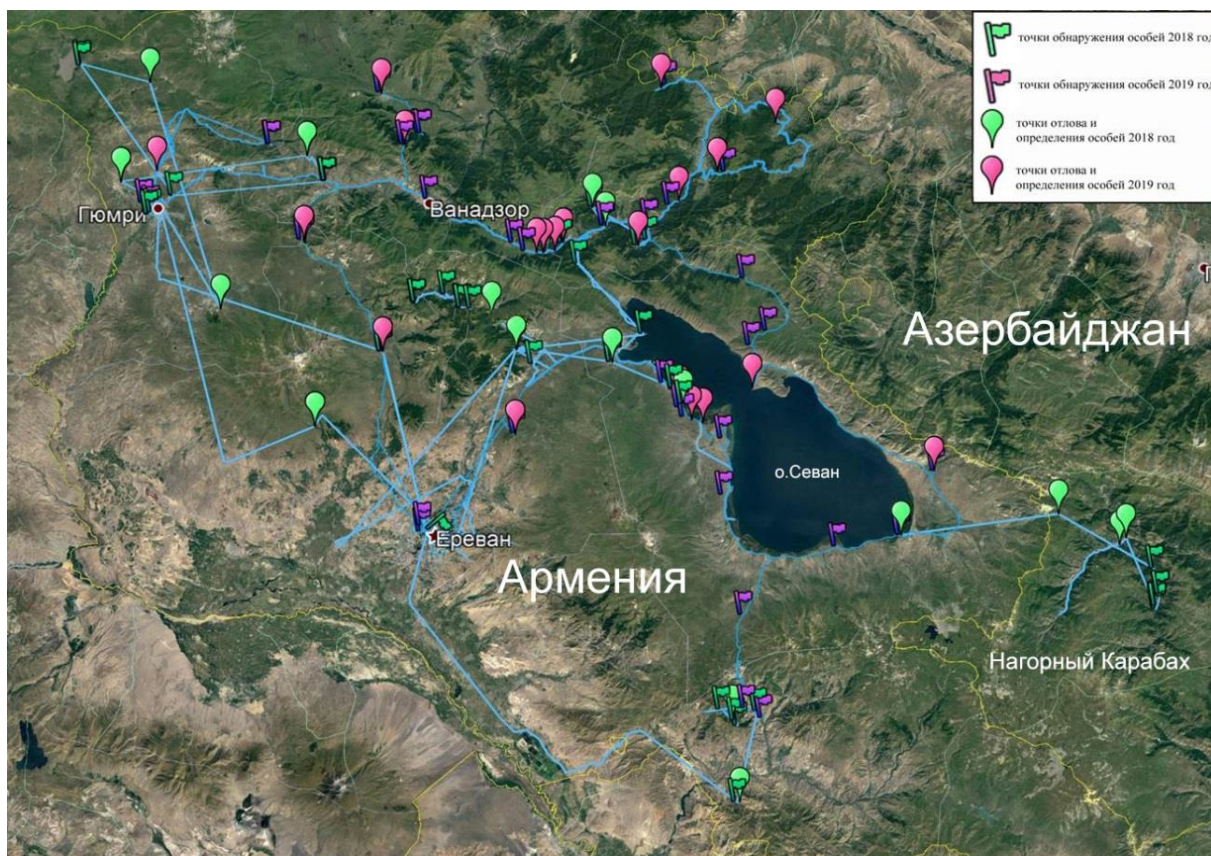 точки обнаружения особей 2018 год
точки обнаружения особей 2019 год
точки отлова и
определения особей 2018 год
точки отлова и
определения особей 2019 год
Гюмри
Ванадзор
Азербайджан
о.Севан
Ереван
Армения
Нагорный Карабах